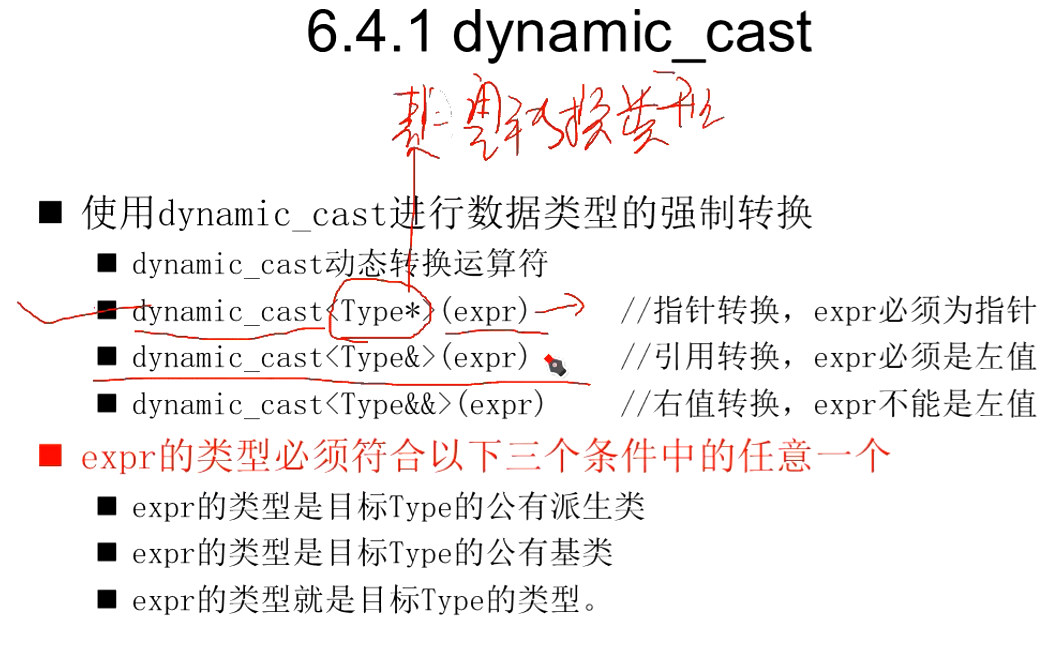 6.4.1 dynamic_cast
转换类型
■ 使用dynamic_cast进行数据类型的强制转换
■ dynamic_cast动态转换运算符
■ dynamic_cast<Type*>(expr) //指针转换，expr必须为指针
■ dynamic_cast<Type&>(expr) //引用转换，expr必须是左值
■ dynamic_cast<Type&&>(expr) //右值转换，expr不能是左值
■ expr的类型必须符合以下三个条件中的任意一个
■ expr的类型是目标Type的公有派生类
■ expr的类型是目标Type的公有基类
■ expr的类型就是目标Type的类型。